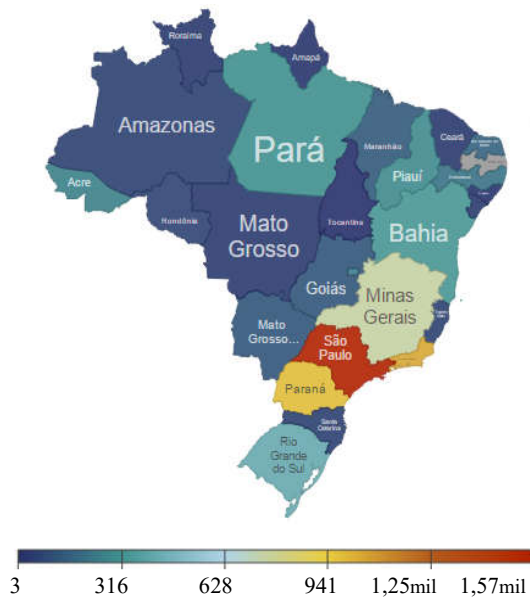 Roraima
Amapá
Amazonas
Pará
Maranhão
Ceará
Piauí
Acre
Rondônia
Tocantins
Mato
Grosso
Bahia
Goiás
Minas
Gerais
Mato
Grosso...
São
Paulo
Paraná
Santa
Catarina
Rio
Grande
do Sul
3 316 628 941 1,25mil 1,57mil